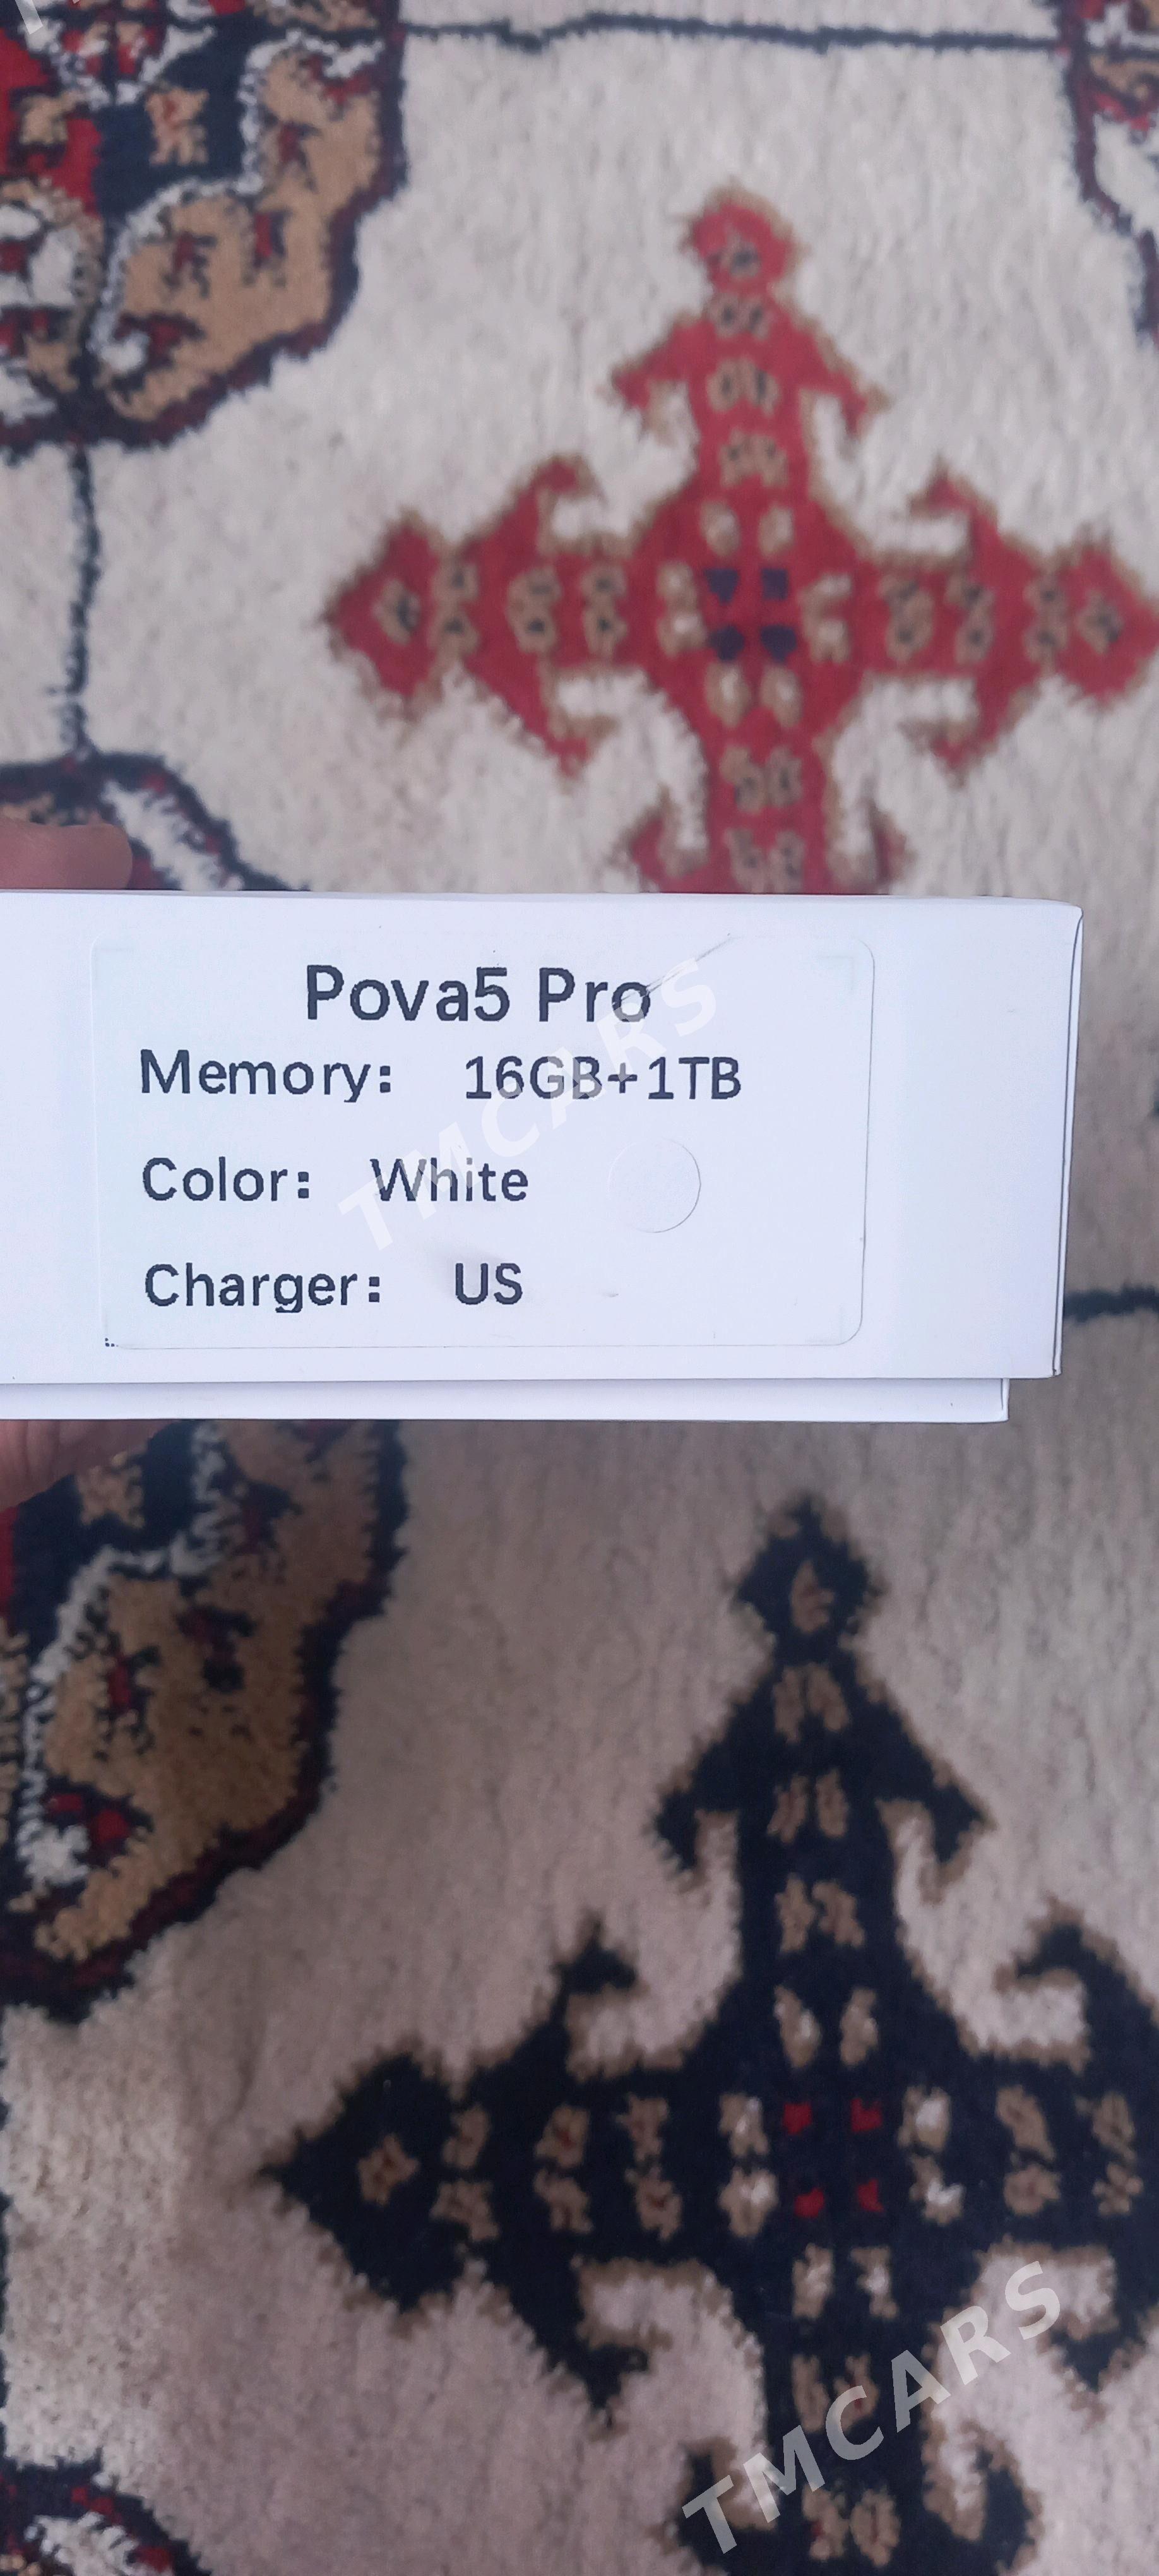 Pova5 Pro
Memory: 16GB+1TB
Color: White
Charger: US
TMCARS
TMCARS